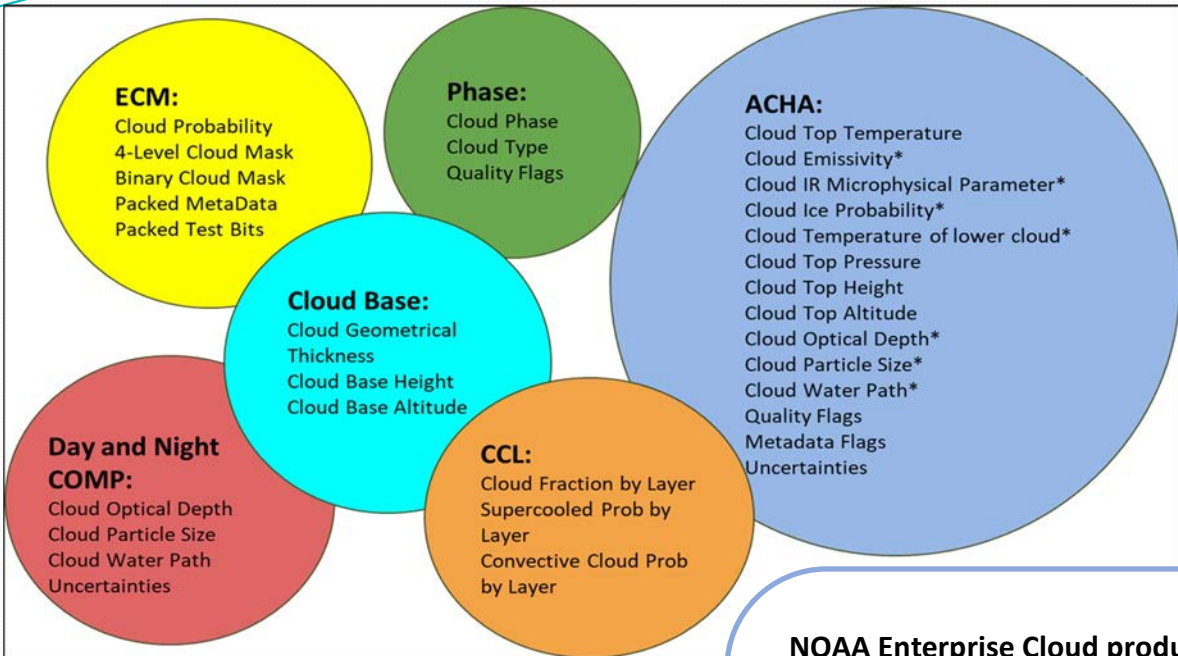 ECM:
Cloud Probability
4-Level Cloud Mask
Binary Cloud Mask
Packed MetaData
Packed Test Bits
Phase:
Cloud Phase
Cloud Type
Quality Flags
ACHA:
Cloud Top Temperature
Cloud Emissivity*
Cloud IR Microphysical Parameter*
Cloud Ice Probability*
Cloud Temperature of lower cloud*
Cloud Top Pressure
Cloud Top Height
Cloud Top Altitude
Cloud Optical Depth*
Cloud Particle Size*
Cloud Water Path*
Quality Flags
Metadata Flags
Uncertainties
Cloud Base:
Cloud Geometrical
Thickness
Cloud Base Height
Cloud Base Altitude
Day and Night
COMP:
Cloud Optical Depth
Cloud Particle Size
Cloud Water Path
Uncertainties
CCL:
Cloud Fraction by Layer
Supercooled Prob by
Layer
Convective Cloud Prob
by Layer
NOAA Enterprise Cloud